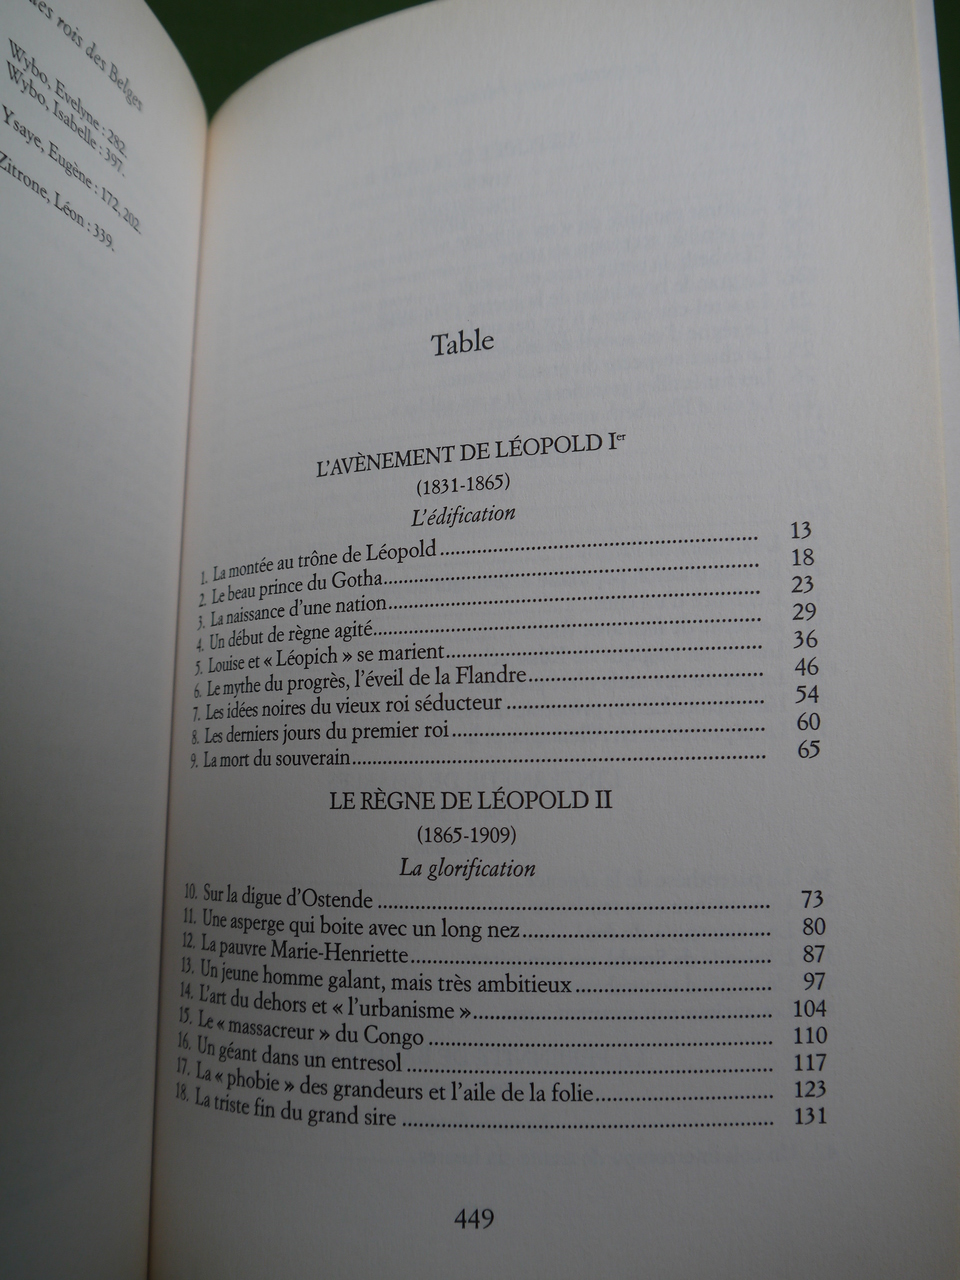 des rois des Belges
Wybo, Evelyne : 282.
Wybo, Isabelle : 397.
Ysaye, Eugène : 172, 202.
Zitrone, Léon : 339.
Table
L'AVÈNEMENT DE LÉOPOLD Ier
(1831-1865)
L'édification
1. La montée au trône de Léopold 13
2. Le beau prince du Gotha 18
3. La naissance d'une nation 23
4. Un début de règne agité 29
5. Louise et « Léopich » se marient 36
6. Le mythe du progrès, l'éveil de la Flandre 46
7. Les idées noires du vieux roi séducteur 54
8. Les derniers jours du premier roi 60
9. La mort du souverain 65
LE RÈGNE DE LÉOPOLD II
(1865-1909)
La glorification
10. Sur la digue d'Ostende 73
11. Une asperge qui boite avec un long nez 80
12. La pauvre Marie-Henriette 87
13. Un jeune homme galant, mais très ambitieux 97
14. L'art du dehors et « l'urbanisme » 104
15. Le « massacreur » du Congo 110
16. Un géant dans un entresol 117
17. La « phobie » des grandeurs et l'aile de la folie 123
18. La triste fin du grand sire 131
449